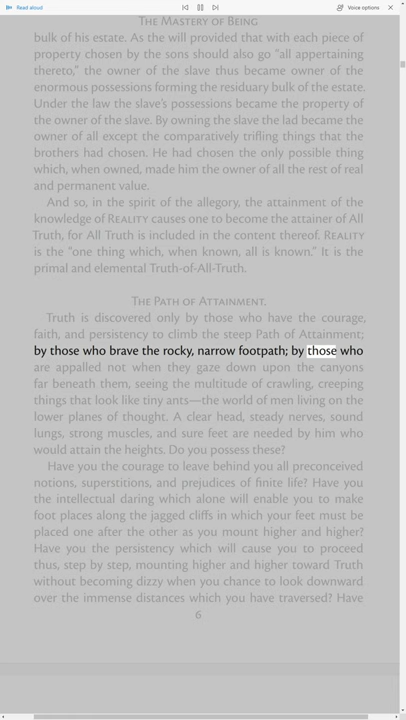 Read aloud
Voice options
The Mastery of Being
bulk of his estate. As the will provided that with each piece of
property chosen by the sons should also go “all appertaining
thereto,” the owner of the slave thus became owner of the
enormous possessions forming the residuary bulk of the estate.
Under the law the slave’s possessions became the property of
the owner of the slave. By owning the slave the lad became the
owner of all except the comparatively trifling things that the
brothers had chosen. He had chosen the only possible thing
which, when owned, made him the owner of all the rest of real
and permanent value.
And so, in the spirit of the allegory, the attainment of the
knowledge of Reality causes one to become the attainer of All
Truth, for All Truth is included in the content thereof. Reality
is the “one thing which, when known, all is known.” It is the
primal and elemental Truth-of-All-Truth.
The Path of Attainment.
Truth is discovered only by those who have the courage,
faith, and persistency to climb the steep Path of Attainment;
by those who brave the rocky, narrow footpath; by those who
are appalled not when they gaze down upon the canyons
far beneath them, seeing the multitude of crawling, creeping
things that look like tiny ants—the world of men living on the
lower planes of thought. A clear head, steady nerves, sound
lungs, strong muscles, and sure feet are needed by him who
would attain the heights. Do you possess these?
Have you the courage to leave behind you all preconceived
notions, superstitions, and prejudices of finite life? Have you
the intellectual daring which alone will enable you to make
foot places along the jagged cliffs in which your feet must be
placed one after the other as you mount higher and higher?
Have you the persistency which will cause you to proceed
thus, step by step, mounting higher and higher toward Truth
without becoming dizzy when you chance to look downward
over the immense distances which you have traversed? Have
6